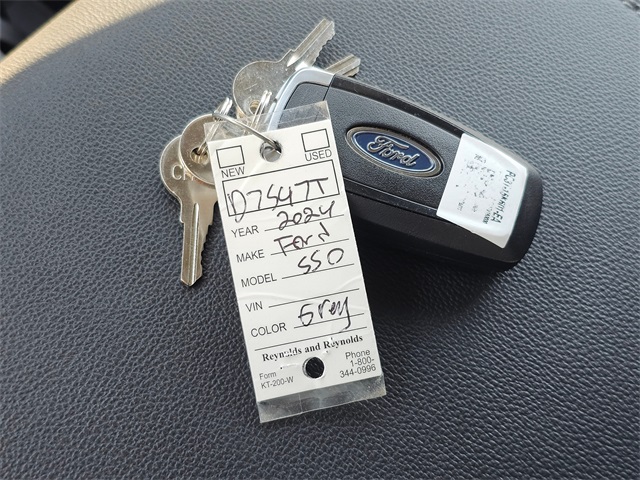 NEW USED
D7547T
YEAR 2024
MAKE Ford
MODEL 550
VIN
COLOR Grey
Reynolds and Reynolds
Form
KT-200-W
Phone
1-800-
344-0996
Ford
CH